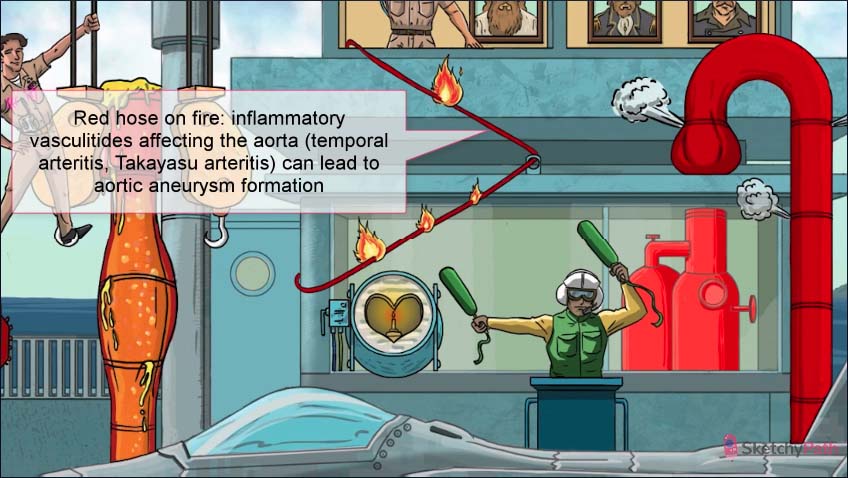 Red hose on fire: inflammatory
vasculitides affecting the aorta (temporal
arteritis, Takayasu arteritis) can lead to
aortic aneurysm formation
SketchyPath